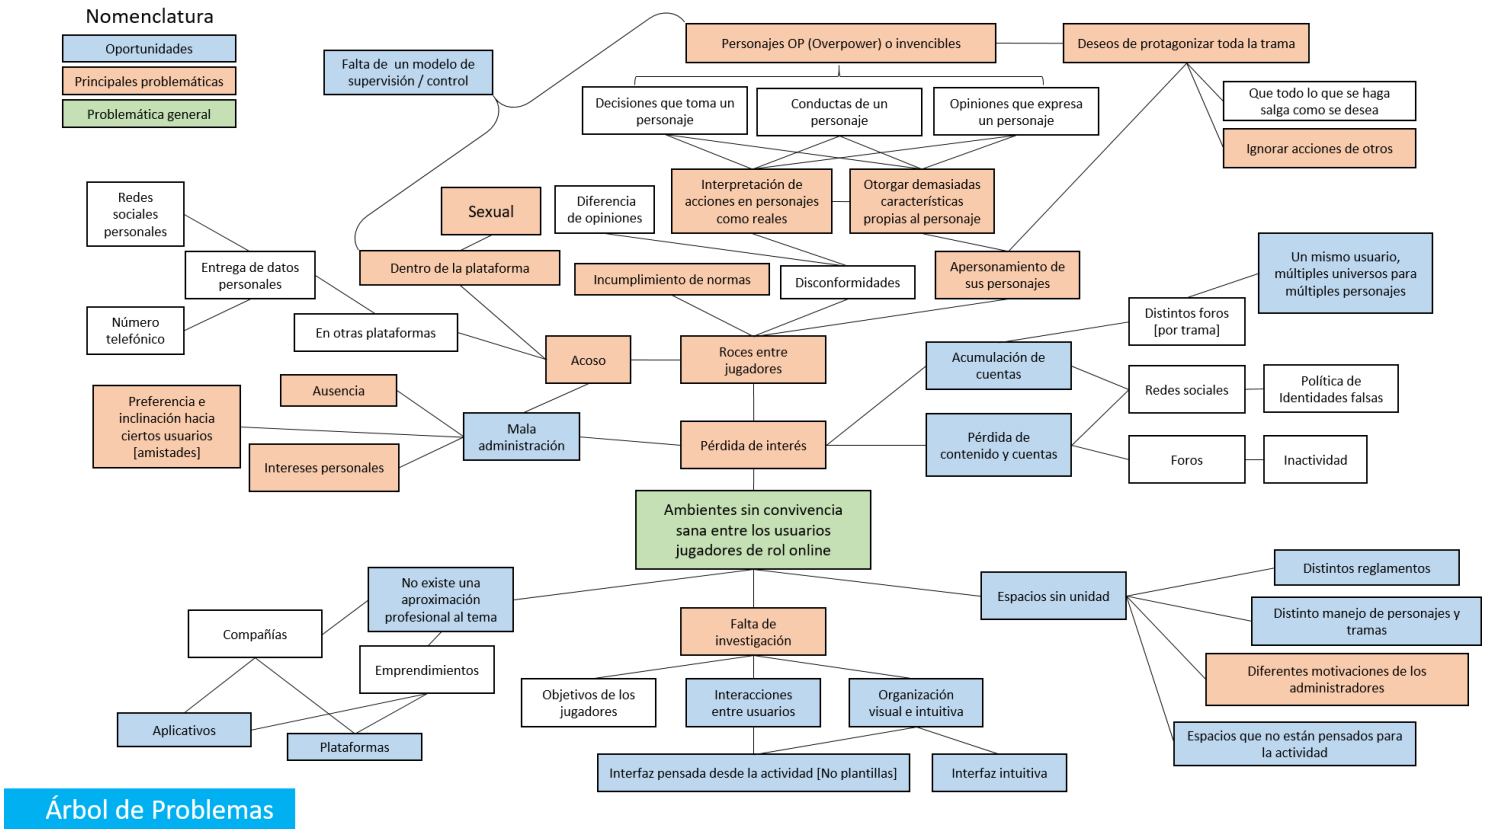 Nomenclatura
Oportunidades
Principales problemáticas
Problemática general
Falta de un modelo de
supervisión / control
Personajes OP (Overpower) o invencibles
Deseos de protagonizar toda la trama
Decisiones que toma un
personaje
Conductas de un
personaje
Opiniones que expresa
un personaje
Que todo lo que se haga
salga como se desea
Ignorar acciones de otros
Redes
sociales
personales
Sexual
Diferencia
de opiniones
Interpretación de
acciones en personajes
como reales
Otorgar demasiadas
características
propias al personaje
Entrega de datos
personales
Dentro de la plataforma
Incumplimiento de normas
Disconformidades
Apersonamiento de
sus personajes
Un mismo usuario,
múltiples universos para
múltiples personajes
Número
telefónico
En otras plataformas
Distintos foros
[por trama]
Acoso
Roces entre
jugadores
Acumulación de
cuentas
Redes sociales
Política de
Identidades falsas
Ausencia
Preferencia e
inclinación hacia
ciertos usuarios
[amistades]
Mala
administración
Pérdida de interés
Pérdida de
contenido y cuentas
Intereses personales
Foros
Inactividad
Ambientes sin convivencia
sana entre los usuarios
jugadores de rol online
No existe una
aproximación
profesional al tema
Espacios sin unidad
Distintos reglamentos
Distinto manejo de personajes y
tramas
Compañías
Falta de
investigación
Emprendimientos
Diferentes motivaciones de los
administradores
Objetivos de los
jugadores
Interacciones
entre usuarios
Organización
visual e intuitiva
Aplicativos
Plataformas
Espacios que no están pensados para
la actividad
Interfaz pensada desde la actividad [No plantillas]
Interfaz intuitiva
Árbol de Problemas